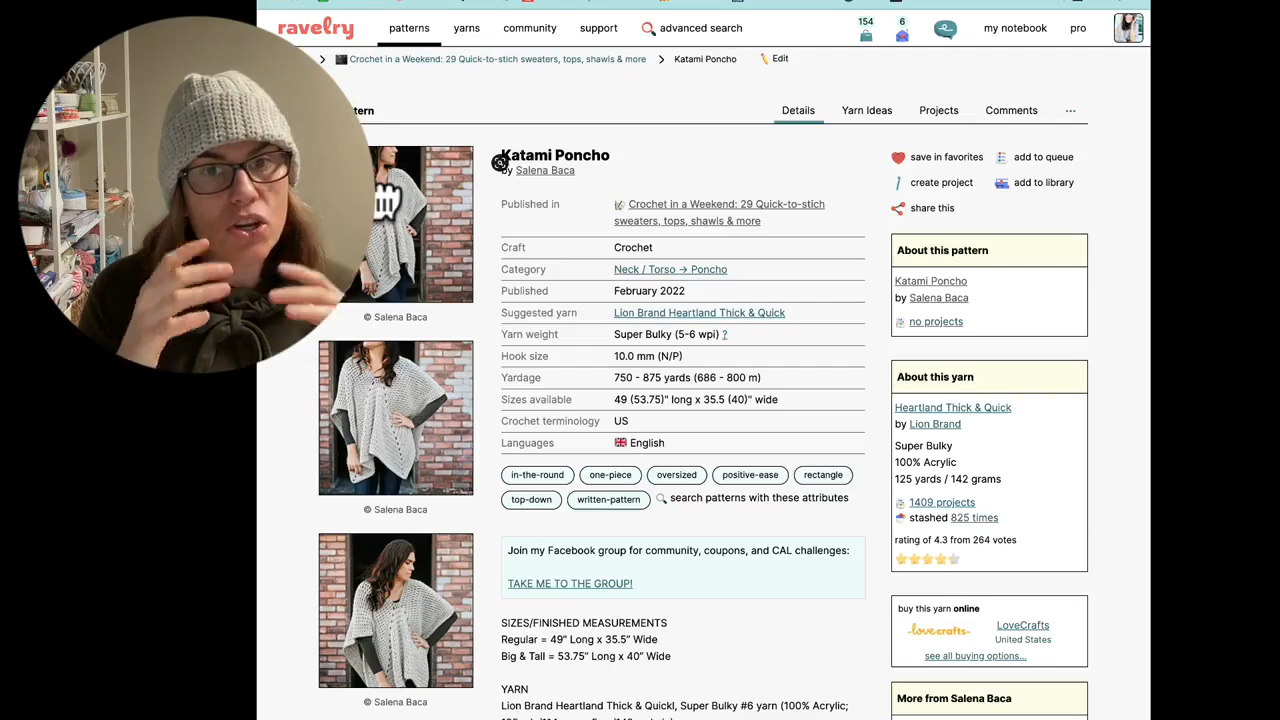 ravelry
patterns
yarns
community
support
advanced search
154
6
my notebook
pro
Crochet in a Weekend: 29 Quick-to-stich sweaters, tops, shawls & more
Katami Poncho
Edit
Details
Yarn Ideas
Projects
Comments
...
Katami Poncho
by Salena Baca
Published in
Crochet in a Weekend: 29 Quick-to-stich
sweaters, tops, shawls & more
Craft
Crochet
Category
Neck / Torso → Poncho
Published
February 2022
Suggested yarn
Lion Brand Heartland Thick & Quick
Yarn weight
Super Bulky (5-6 wpi) ?
Hook size
10.0 mm (N/P)
Yardage
750 - 875 yards (686 - 800 m)
Sizes available
49 (53.75)" long x 35.5 (40)" wide
Crochet terminology
US
Languages
English
in-the-round
one-piece
oversized
positive-ease
rectangle
top-down
written-pattern
search patterns with these attributes
Join my Facebook group for community, coupons, and CAL challenges:
TAKE ME TO THE GROUP!
SIZES/FINISHED MEASUREMENTS
Regular = 49” Long x 35.5” Wide
Big & Tall = 53.75” Long x 40” Wide
YARN
Lion Brand Heartland Thick & Quickl, Super Bulky #6 yarn (100% Acrylic;
© Salena Baca
© Salena Baca
© Salena Baca
save in favorites
add to queue
create project
add to library
share this
About this pattern
Katami Poncho
by Salena Baca
no projects
About this yarn
Heartland Thick & Quick
by Lion Brand
Super Bulky
100% Acrylic
125 yards / 142 grams
1409 projects
stashed 825 times
rating of 4.3 from 264 votes
buy this yarn online
lovecrafts
LoveCrafts
United States
see all buying options...
More from Salena Baca